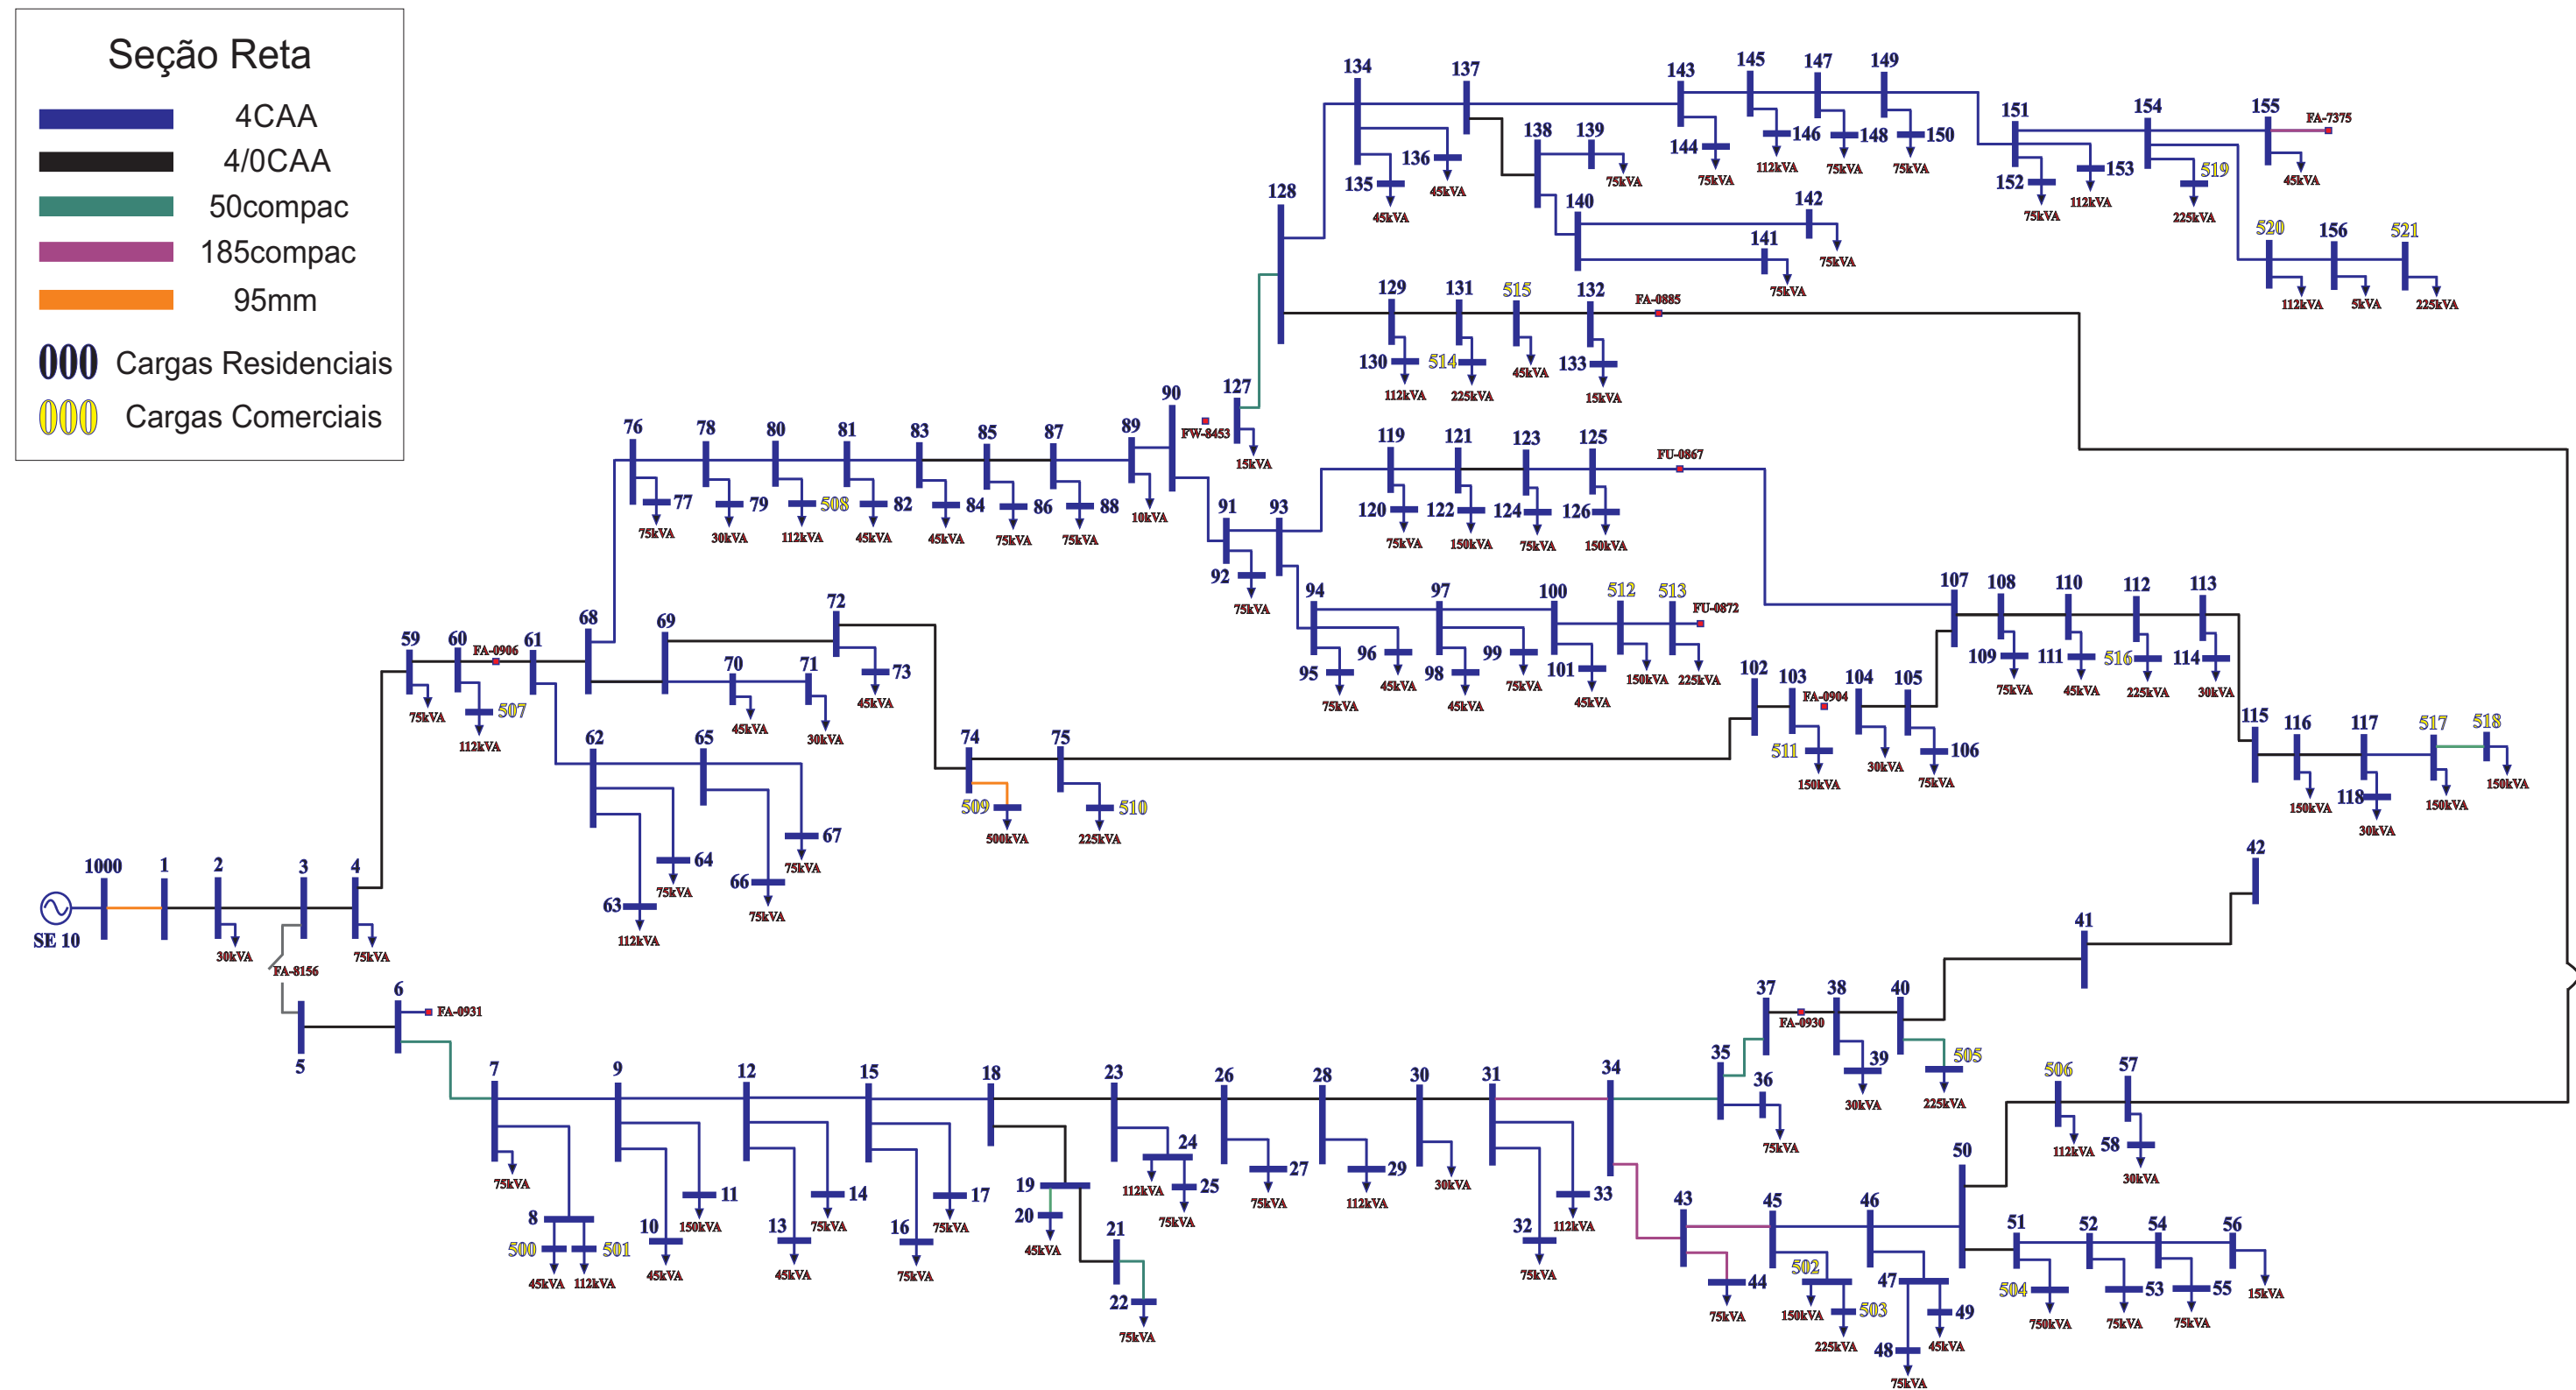 Seção Reta
4CAA
4/0CAA
50compac
185compac
95mm
000 Cargas Residenciais
000 Cargas Comerciais
134 137 143 145 147 149 151 154 155 FA-7375
135 45kVA 136 45kVA 138 139 75kVA 144 75kVA 146 112kVA 148 75kVA 150 75kVA 152 75kVA 153 112kVA 519 225kVA 45kVA
140 142 75kVA 141 75kVA
520 156 521
112kVA 5kVA 225kVA
128 129 131 515 132 FA-0885
130 112kVA 514 225kVA 45kVA 133 15kVA
76 78 80 81 83 85 87 89 90 FW-8453 127 15kVA
77 75kVA 79 30kVA 508 112kVA 82 45kVA 84 45kVA 86 75kVA 88 75kVA 10kVA
119 121 123 125 FU-0867
120 75kVA 122 150kVA 124 75kVA 126 150kVA
91 93 92 75kVA
94 97 100 512 513 FU-0872
95 75kVA 96 45kVA 98 45kVA 99 75kVA 101 45kVA 150kVA 225kVA
107 108 110 112 113
109 75kVA 111 45kVA 516 225kVA 114 30kVA
59 60 FA-0906 61 68 69 72
75kVA 507 112kVA 70 45kVA 71 30kVA 73 45kVA
102 103 FA-0904 104 105
511 150kVA 30kVA 106 75kVA
115 116 117 517 518
150kVA 118 30kVA 150kVA 150kVA
62 65 74 75
63 112kVA 64 75kVA 66 75kVA 67 75kVA 509 500kVA 510 225kVA
1000 1 2 3 4
SE 10 30kVA FA-8156 75kVA
42
41
5 6 FA-0931
37 FA-0930 38 40
39 30kVA 505 225kVA
7 9 12 15 18 23 26 28 30 31 34 35 36 75kVA
75kVA 8 500 45kVA 501 112kVA 10 45kVA 11 150kVA 13 45kVA 14 75kVA 16 75kVA 17 75kVA
19 20 45kVA 21 22 75kVA 24 112kVA 25 75kVA 27 75kVA 29 112kVA 30kVA 32 75kVA 33 112kVA
506 57
112kVA 58 30kVA
43 45 46 50 51 52 54 56
44 75kVA 502 150kVA 503 225kVA 47 48 75kVA 49 45kVA 504 750kVA 53 75kVA 55 75kVA 15kVA